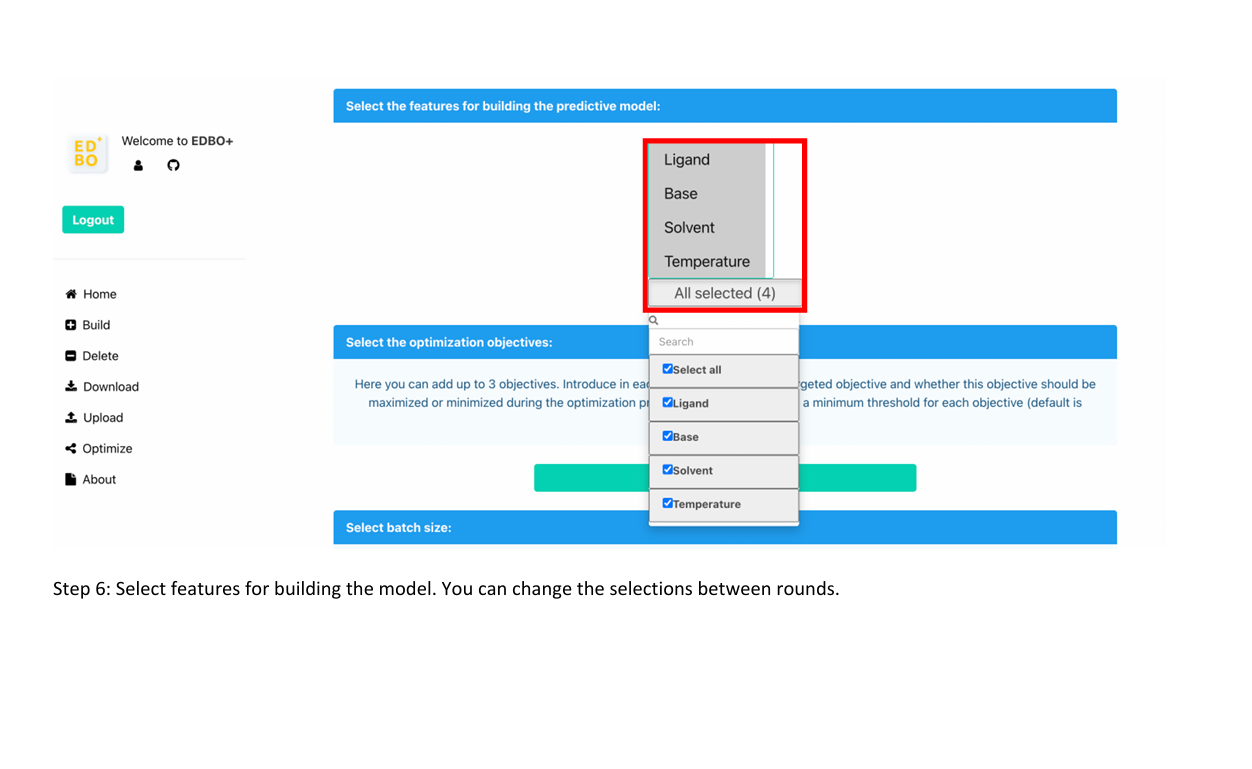 Select the features for building the predictive model:
ED+
BO
Welcome to EDBO+
Logout
Home
Build
Delete
Download
Upload
Optimize
About
Ligand
Base
Solvent
Temperature
All selected (4)
Search
Select all
Ligand
Base
Solvent
Temperature
Select the optimization objectives:
Here you can add up to 3 objectives. Introduce in geted objective and whether this objective should be
maximized or minimized during the optimization a minimum threshold for each objective (default is
Select batch size:
Step 6: Select features for building the model. You can change the selections between rounds.